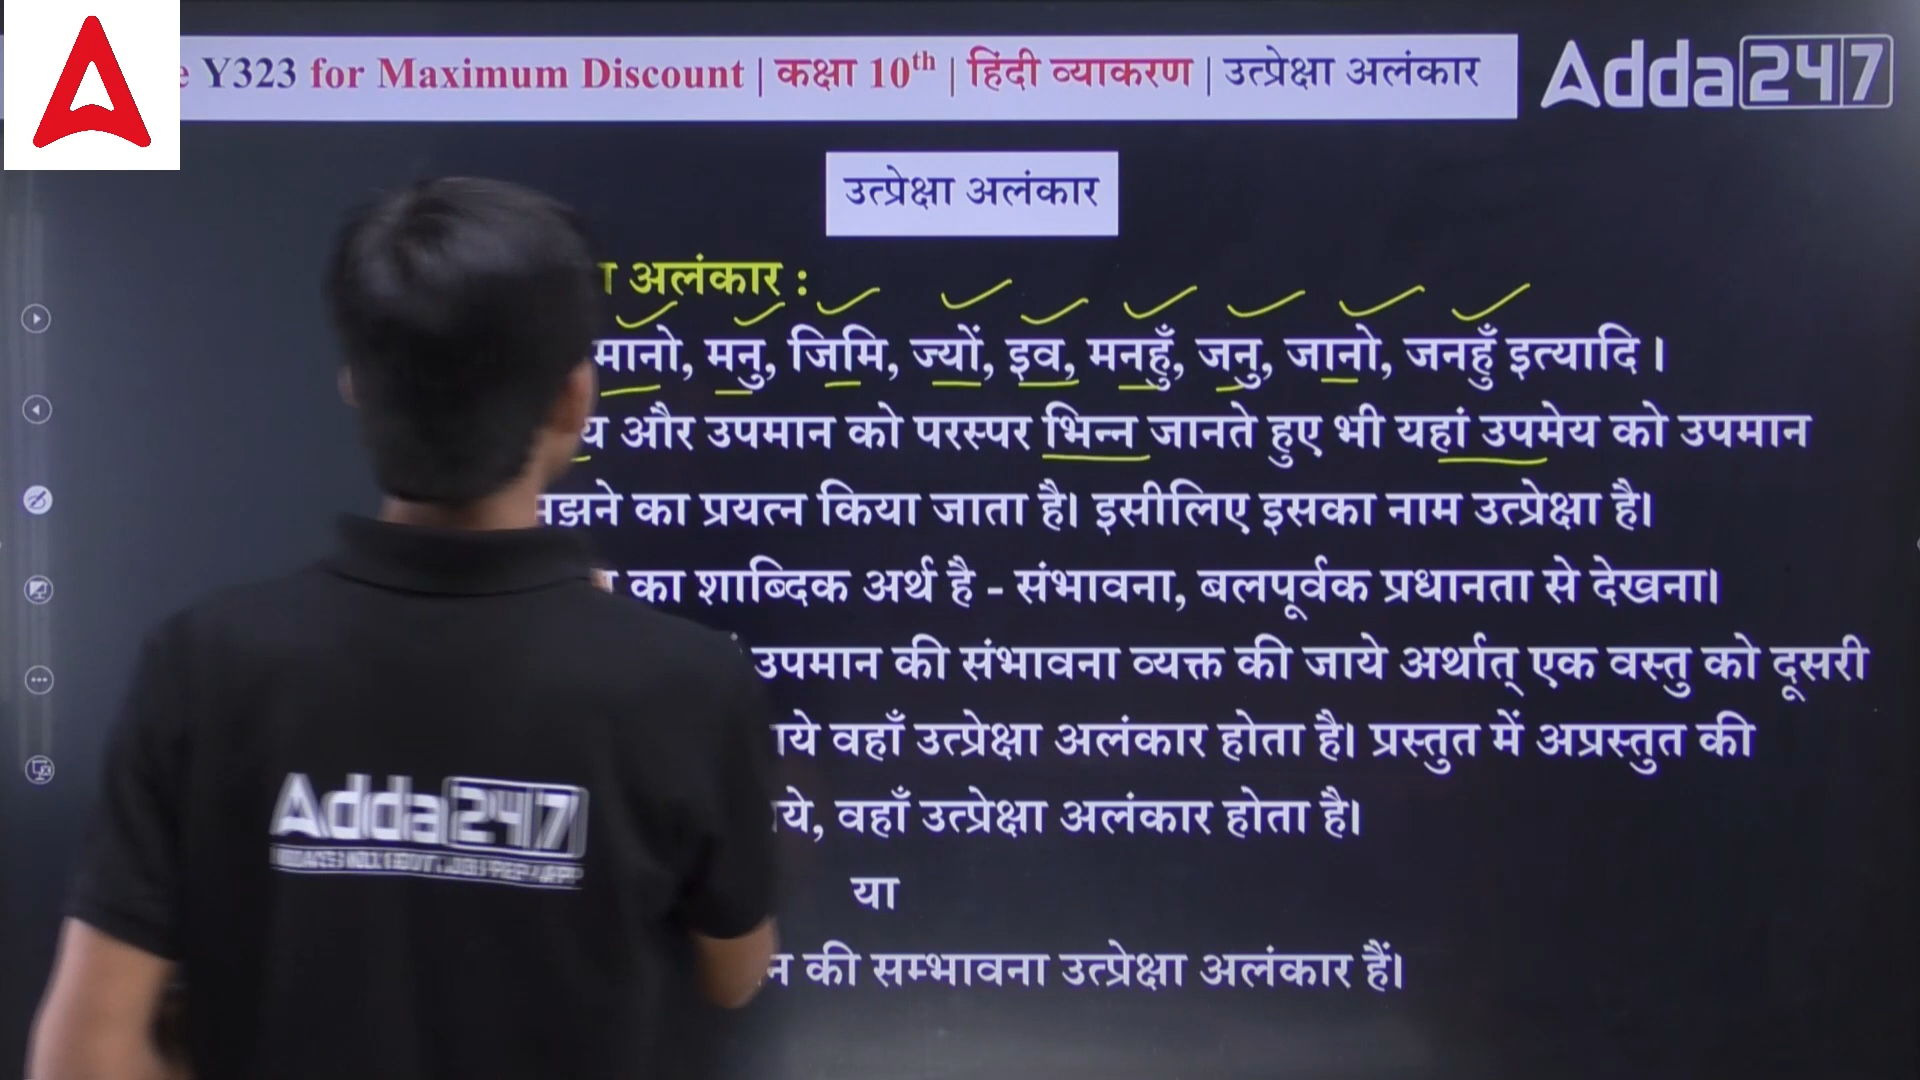 Y323 for Maximum Discount | कक्षा 10th | हिंदी व्याकरण | उत्प्रेक्षा अलंकार
Adda247
उत्प्रेक्षा अलंकार
अलंकार :
मानो, मनु, जिमि, ज्यों, इव, मनहुँ, जनु, जानो, जनहुँ इत्यादि ।
और उपमान को परस्पर भिन्न जानते हुए भी यहां उपमेय को उपमान
का प्रयत्न किया जाता है। इसीलिए इसका नाम उत्प्रेक्षा है।
का शाब्दिक अर्थ है - संभावना, बलपूर्वक प्रधानता से देखना।
उपमान की संभावना व्यक्त की जाये अर्थात् एक वस्तु को दूसरी
वहाँ उत्प्रेक्षा अलंकार होता है। प्रस्तुत में अप्रस्तुत की
वहाँ उत्प्रेक्षा अलंकार होता है।
या
की सम्भावना उत्प्रेक्षा अलंकार हैं।
Adda247